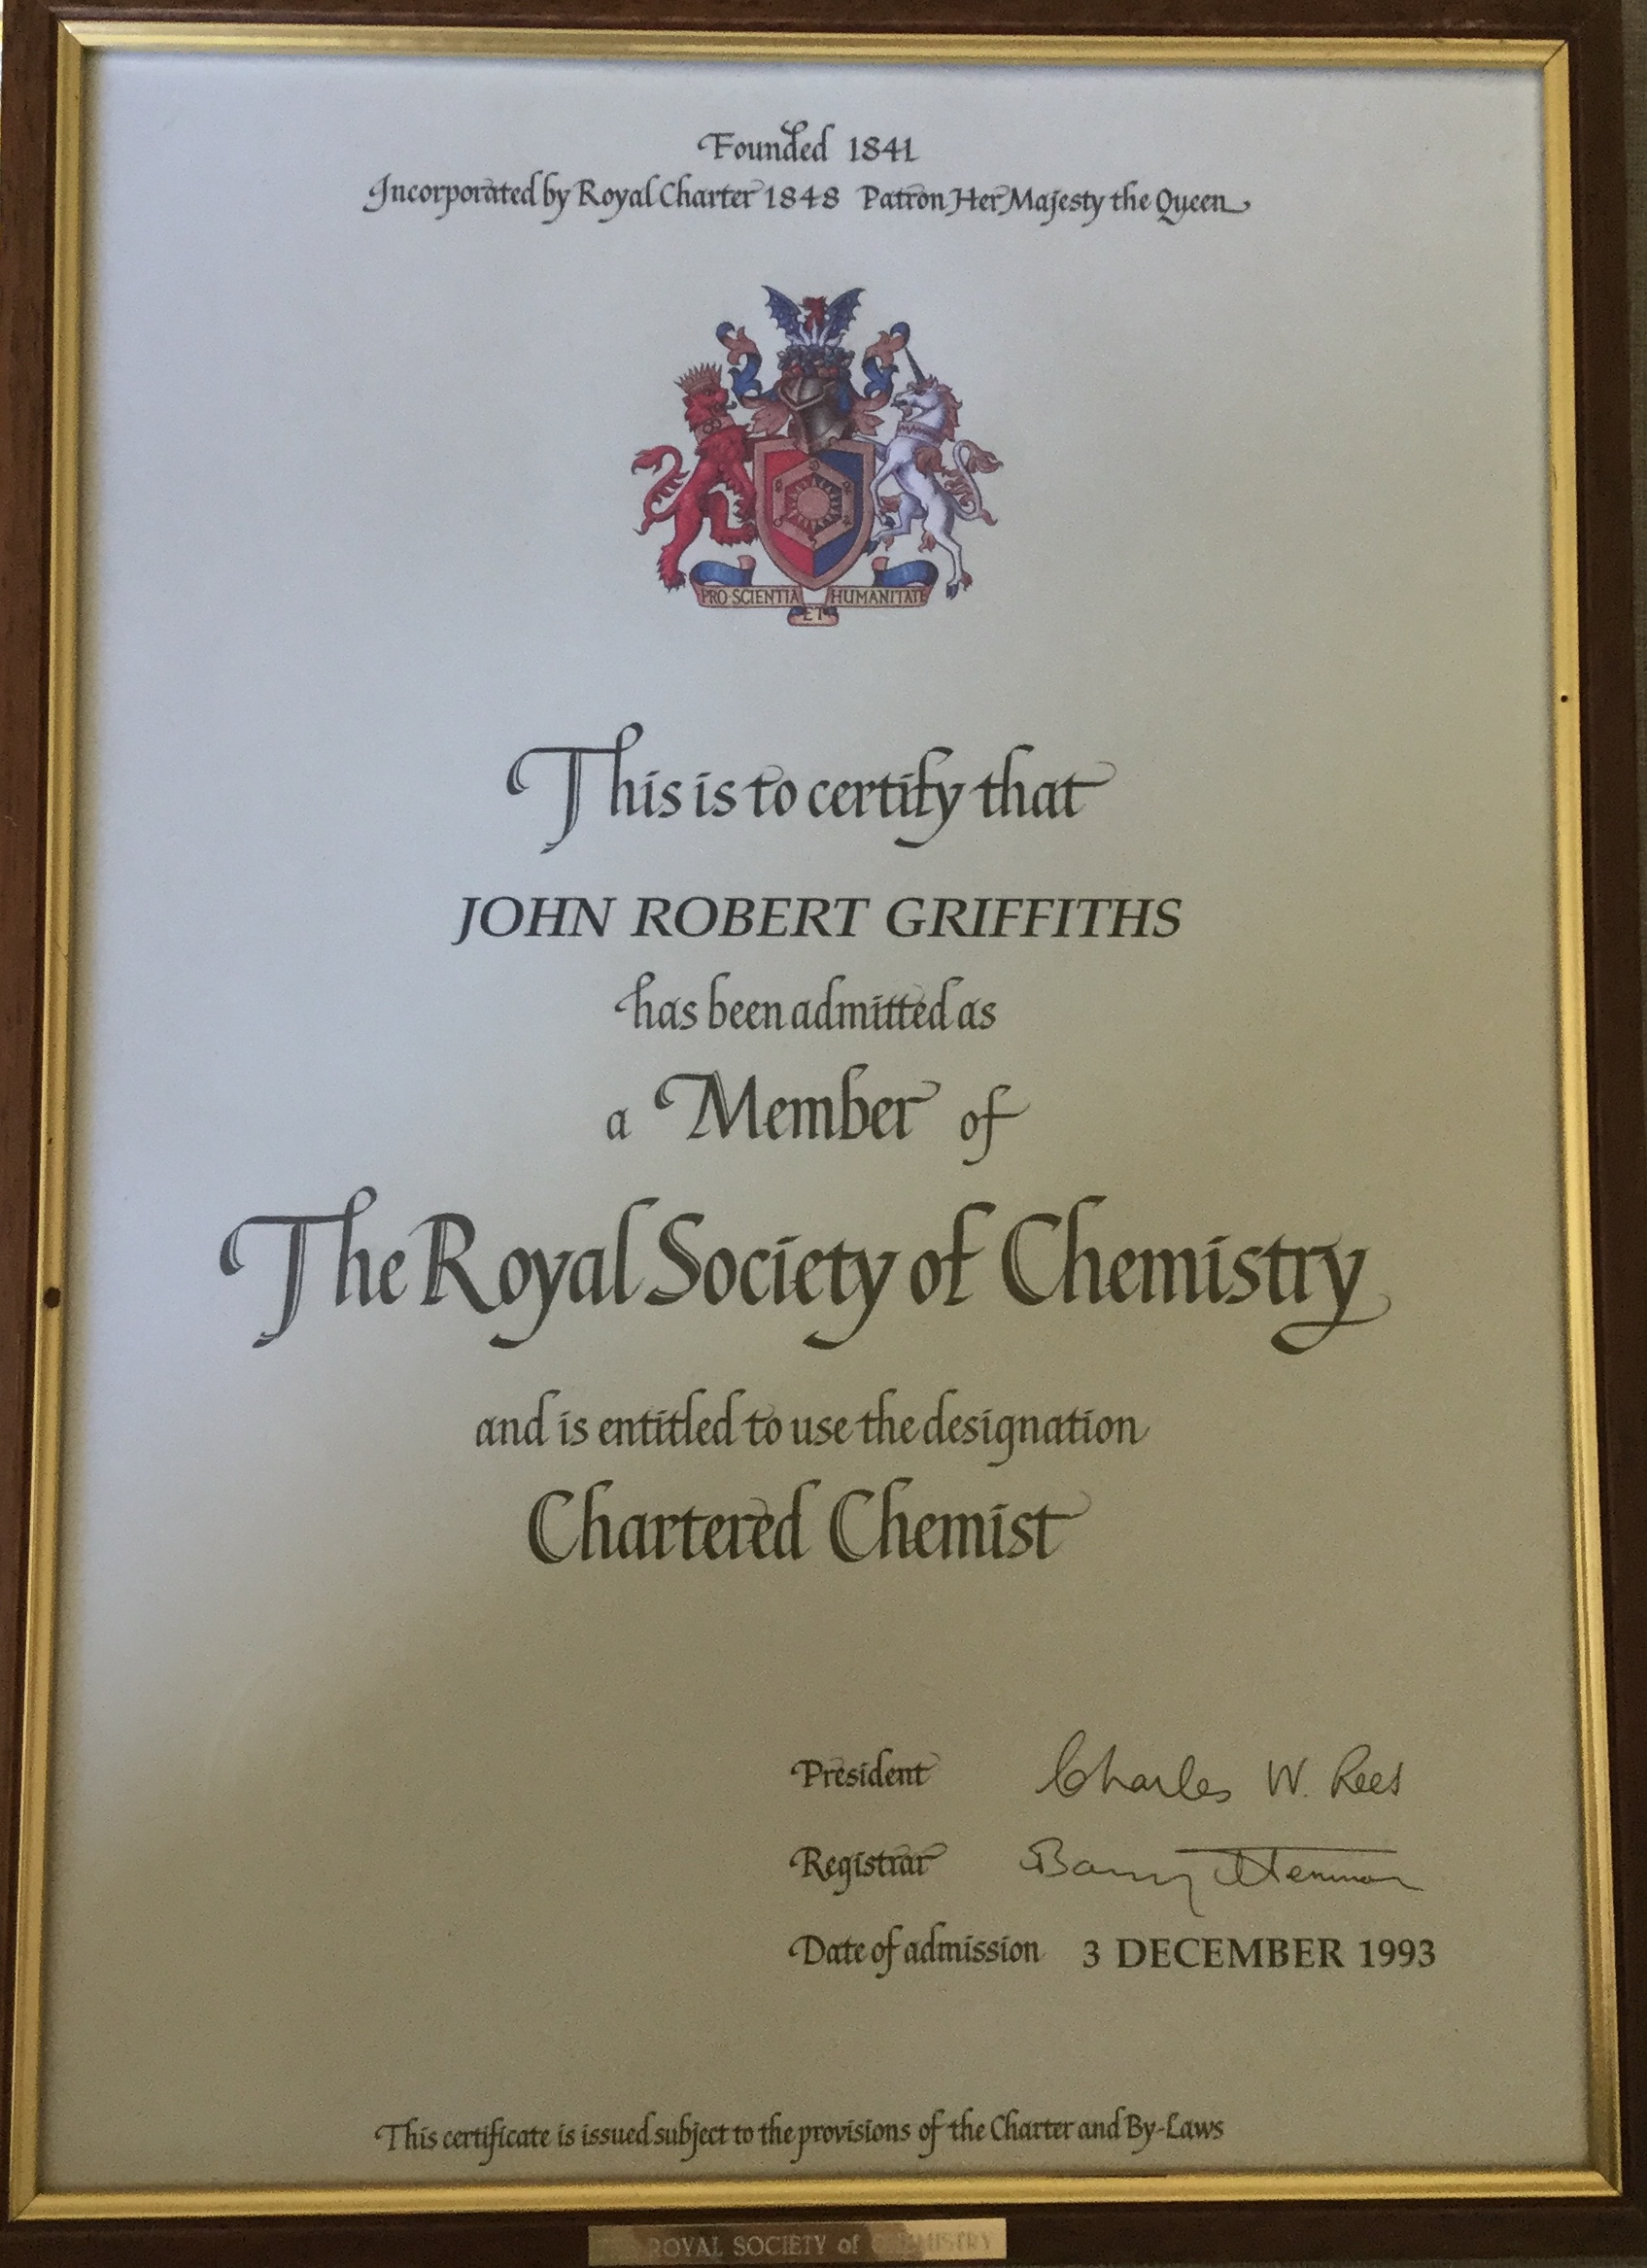 Founded 1841
Incorporated by Royal Charter 1848 Patron Her Majesty the Queen
PRO SCIENTIA ET HUMANITATE
This is to certify that
JOHN ROBERT GRIFFITHS
has been admitted as
a Member of
The Royal Society of Chemistry
and is entitled to use the designation
Chartered Chemist
President Charles W. Rees
Registrar Barry
Date of admission 3 DECEMBER 1993
This certificate is issued subject to the provisions of the Charter and By-Laws
ROYAL SOCIETY of CHEMISTRY